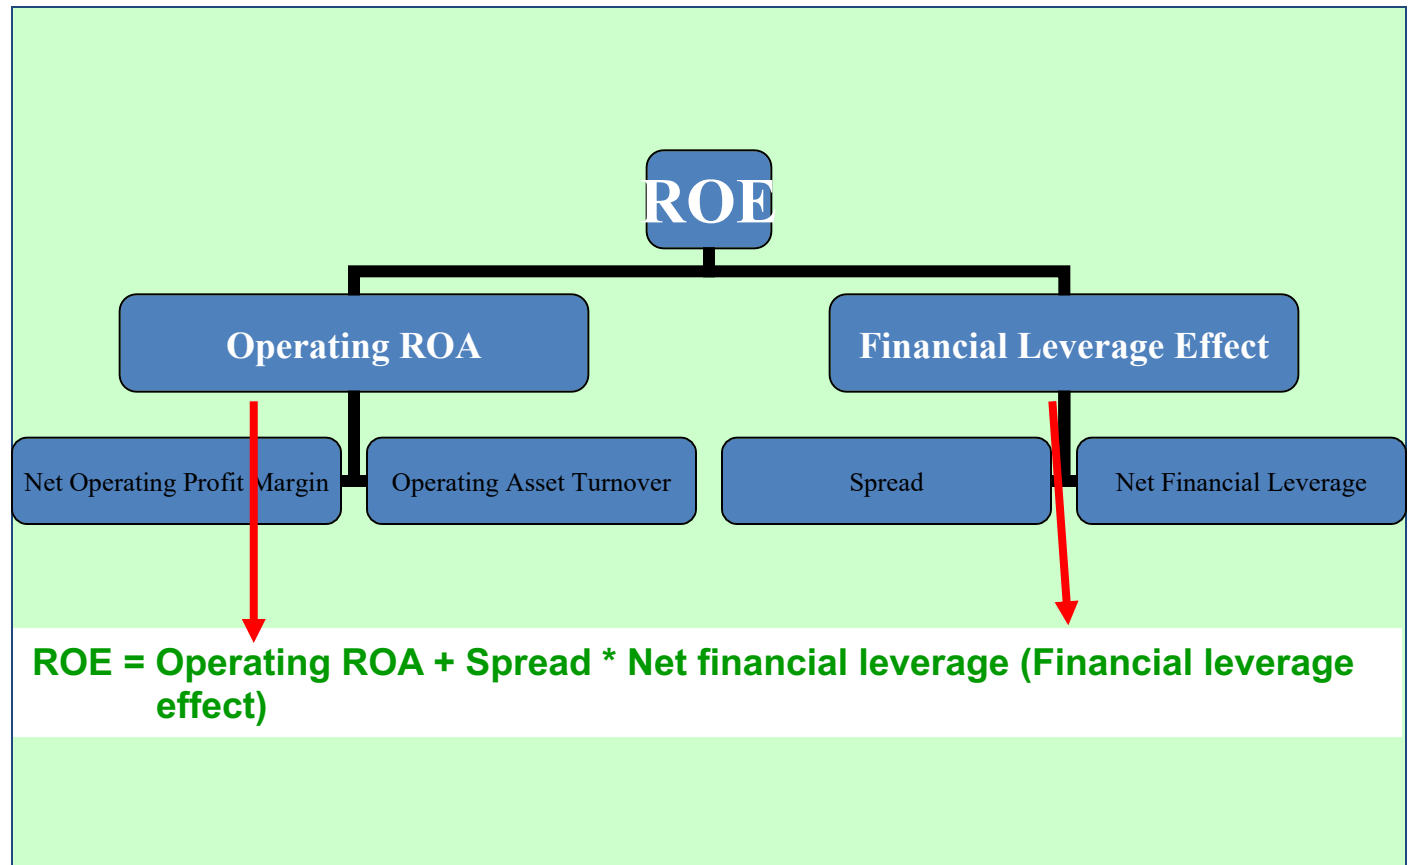 ROE
Operating ROA
Financial Leverage Effect
Net Operating Profit Margin
Operating Asset Turnover
Spread
Net Financial Leverage
ROE = Operating ROA + Spread * Net financial leverage (Financial leverage
effect)